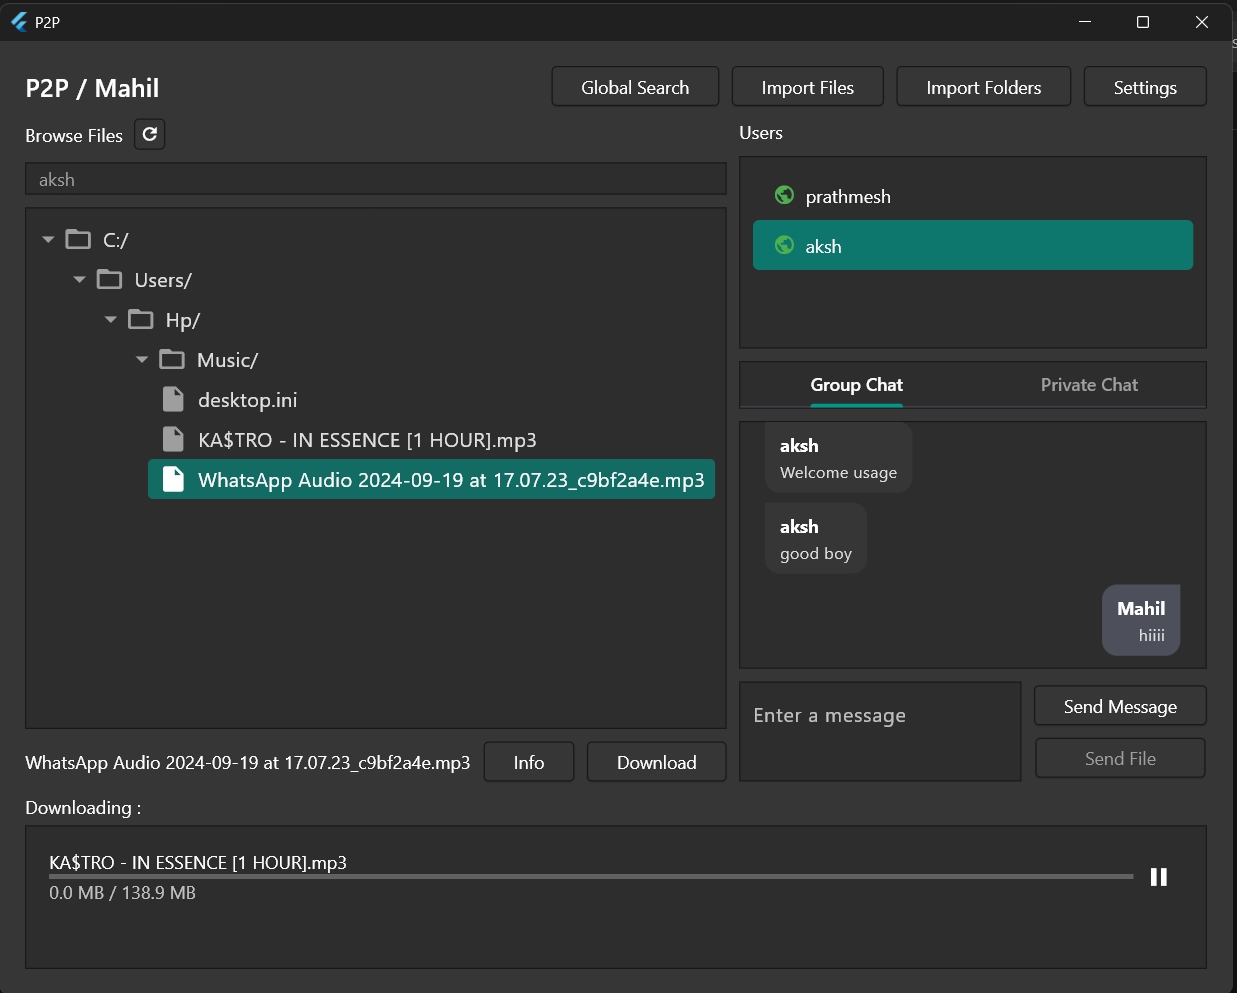 P2P
P2P / Mahil
Global Search
Import Files
Import Folders
Settings
Browse Files
aksh
C:/
Users/
Hp/
Music/
desktop.ini
KA$TRO - IN ESSENCE [1 HOUR].mp3
WhatsApp Audio 2024-09-19 at 17.07.23_c9bf2a4e.mp3
WhatsApp Audio 2024-09-19 at 17.07.23_c9bf2a4e.mp3
Info
Download
Users
prathmesh
aksh
Group Chat
Private Chat
aksh
Welcome usage
aksh
good boy
Mahil
hiiii
Enter a message
Send Message
Send File
Downloading :
KA$TRO - IN ESSENCE [1 HOUR].mp3
0.0 MB / 138.9 MB